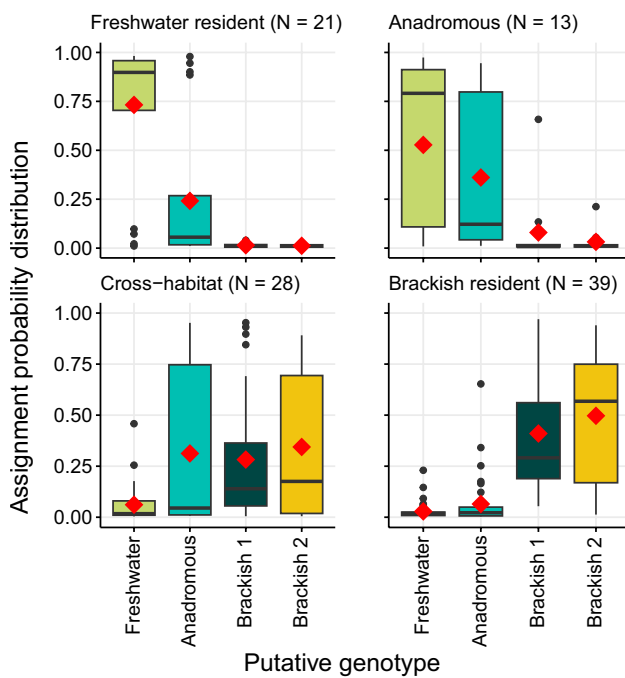 Freshwater resident (N = 21)
Anadromous (N = 13)
1.00
0.75
0.50
0.25
0.00
Cross−habitat (N = 28)
Brackish resident (N = 39)
1.00
0.75
0.50
0.25
0.00
Assignment probability distribution
Freshwater
Anadromous
Brackish 1
Brackish 2
Freshwater
Anadromous
Brackish 1
Brackish 2
Putative genotype